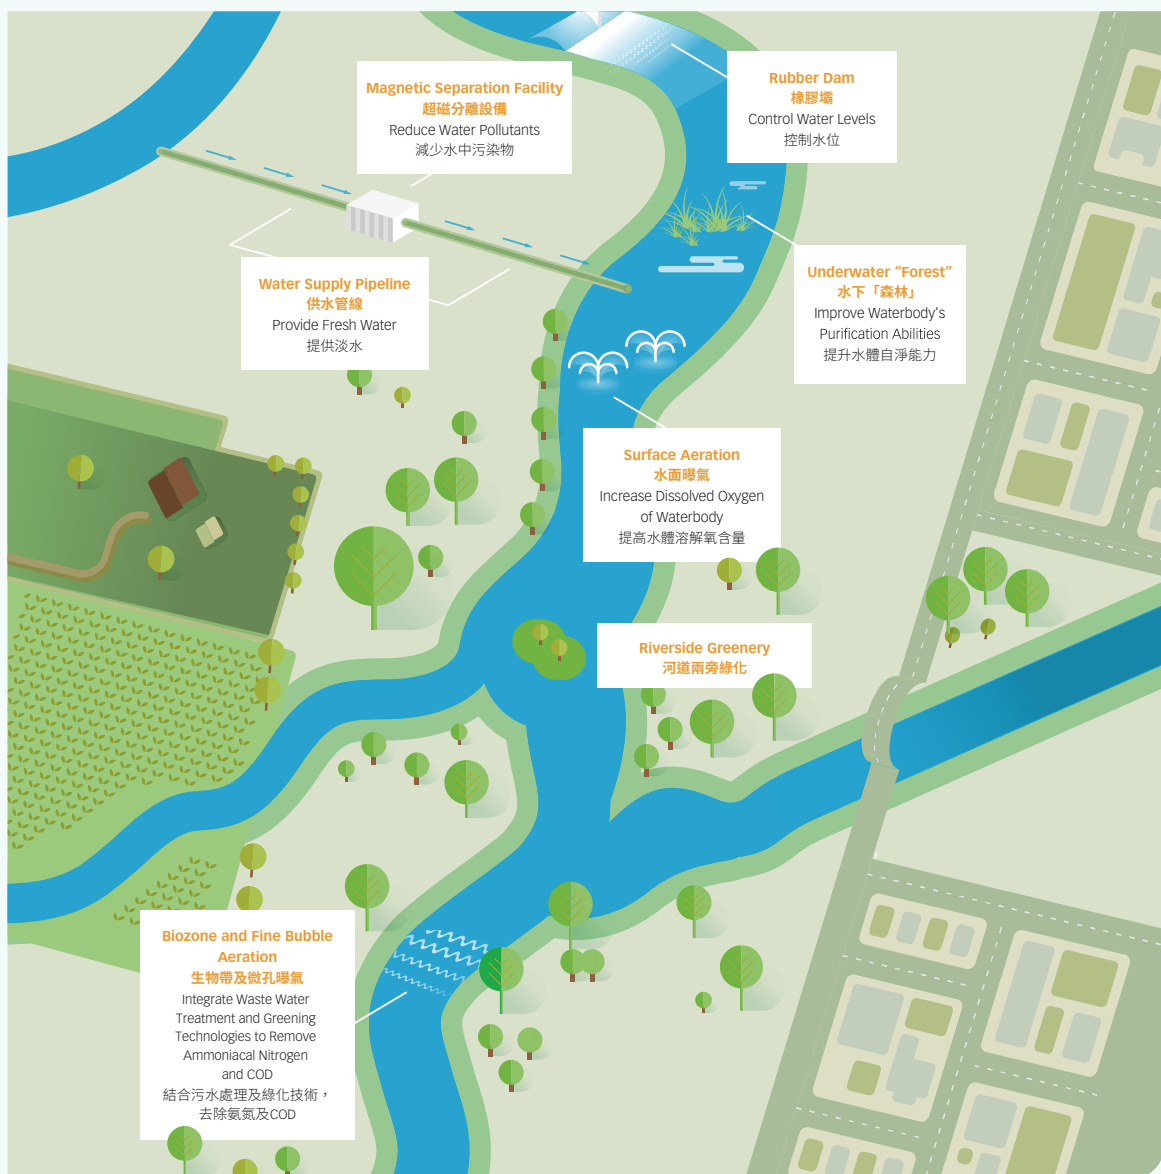 Magnetic Separation Facility
超磁分離設備
Reduce Water Pollutants
減少水中污染物
Rubber Dam
橡膠壩
Control Water Levels
控制水位
Water Supply Pipeline
供水管線
Provide Fresh Water
提供淡水
Underwater “Forest”
水下「森林」
Improve Waterbody's
Purification Abilities
提升水體自淨能力
Surface Aeration
水面曝氣
Increase Dissolved Oxygen
of Waterbody
提高水體溶解氧含量
Riverside Greenery
河道兩旁綠化
Biozone and Fine Bubble
Aeration
生物帶及微孔曝氣
Integrate Waste Water
Treatment and Greening
Technologies to Remove
Ammoniacal Nitrogen
and COD
結合污水處理及綠化技術，
去除氨氮及COD